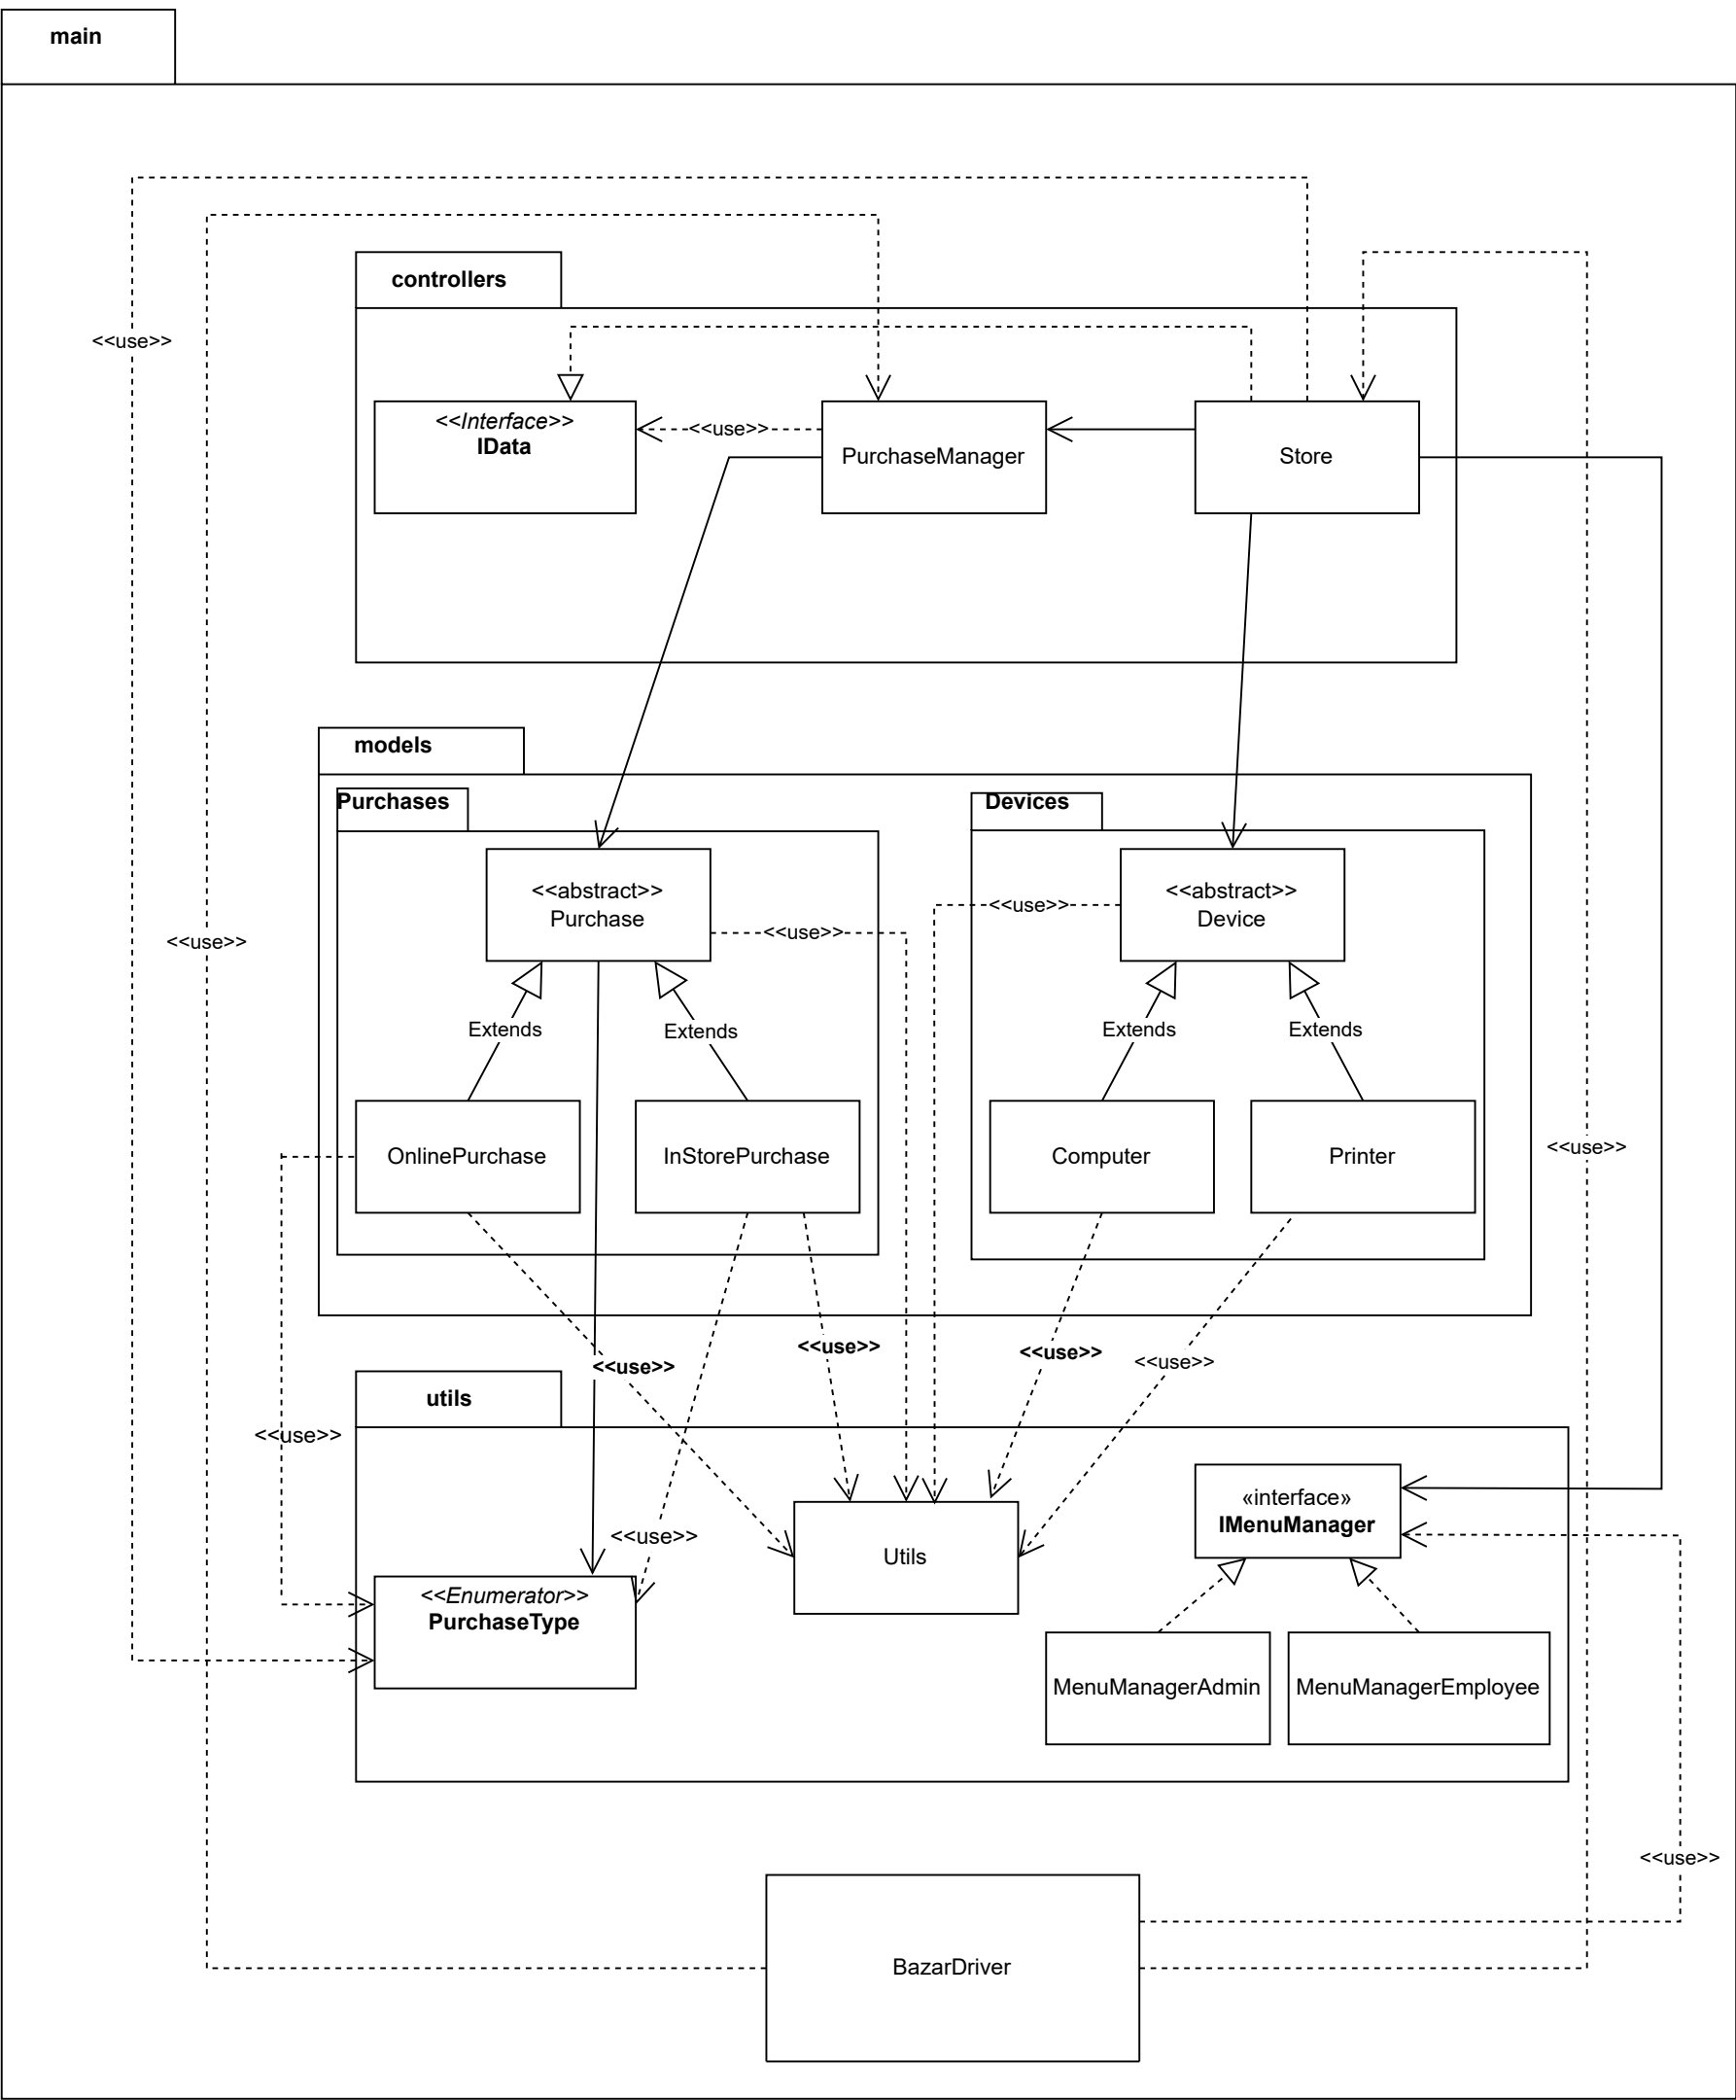 main
controllers
<<use>>
<<Interface>>
IData
<<use>>
PurchaseManager
Store
models
Purchases
Devices
<<abstract>>
Purchase
<<use>>
<<use>>
<<abstract>>
Device
<<use>>
Extends
Extends
Extends
Extends
OnlinePurchase
InStorePurchase
Computer
Printer
<<use>>
<<use>>
<<use>>
<<use>>
<<use>>
utils
<<use>>
<<use>>
«interface»
IMenuManager
Utils
<<Enumerator>>
PurchaseType
MenuManagerAdmin
MenuManagerEmployee
<<use>>
BazarDriver